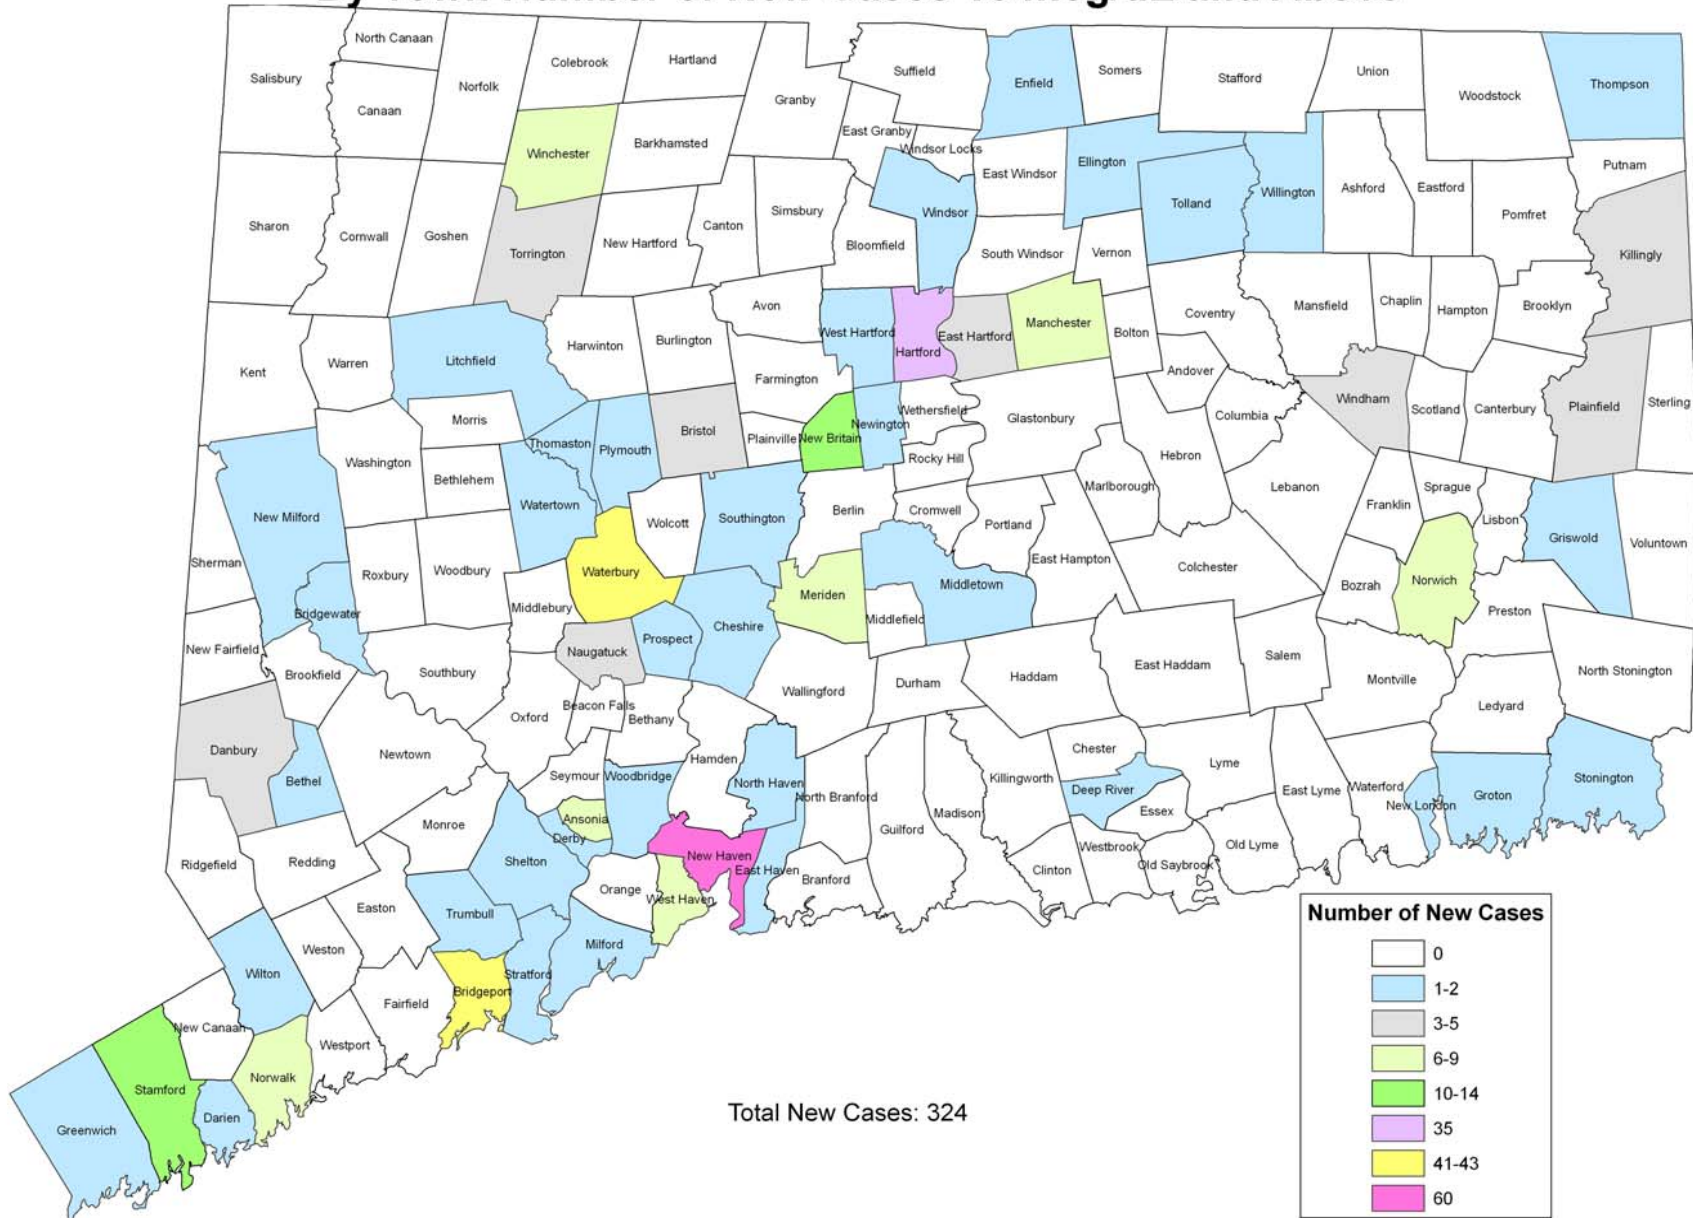 North Canaan
Colebrook
Hartland
Salisbury
Norfolk
Canaan
Granby
Suffield
Enfield
Somers
Stafford
Union
Woodstock
Thompson
East Granby
Windsor Locks
Winchester
Barkhamsted
East Windsor
Ellington
Putnam
Ashford
Eastford
Willington
Tolland
Pomfret
Sharon
Cornwall
Goshen
Torrington
New Hartford
Canton
Simsbury
Bloomfield
Windsor
South Windsor
Vernon
Killingly
Avon
Mansfield
Chaplin
Hampton
Brooklyn
Coventry
West Hartford
Hartford
East Hartford
Manchester
Bolton
Kent
Warren
Litchfield
Harwinton
Burlington
Farmington
Andover
Morris
Bristol
Plainville
New Britain
Newington
Wethersfield
Glastonbury
Columbia
Windham
Scotland
Canterbury
Plainfield
Sterling
Thomaston
Plymouth
Rocky Hill
Hebron
Washington
Bethlehem
Marlborough
Lebanon
Franklin
Sprague
Lisbon
New Milford
Watertown
Wolcott
Southington
Berlin
Cromwell
Portland
East Hampton
Griswold
Voluntown
Sherman
Roxbury
Woodbury
Waterbury
Colchester
Bozrah
Norwich
Meriden
Middletown
Bridgewater
Middlebury
Middlefield
Preston
Prospect
Cheshire
New Fairfield
Naugatuck
Brookfield
Southbury
Wallingford
Durham
Haddam
East Haddam
Salem
Montville
North Stonington
Oxford
Beacon Falls
Bethany
Ledyard
Danbury
Newtown
Hamden
Chester
Bethel
Seymour
Woodbridge
North Haven
North Branford
Killingworth
Deep River
Lyme
East Lyme
Waterford
New London
Groton
Stonington
Madison
Essex
Monroe
Ansonia
Derby
Guilford
Ridgefield
Redding
Shelton
New Haven
East Haven
Westbrook
Old Saybrook
Old Lyme
Clinton
Branford
Orange
West Haven
Easton
Trumbull
Weston
Wilton
Milford
Stratford
Bridgeport
Fairfield
New Canaan
Westport
Norwalk
Stamford
Darien
Greenwich
Total New Cases: 324
Number of New Cases
0
1-2
3-5
6-9
10-14
35
41-43
60